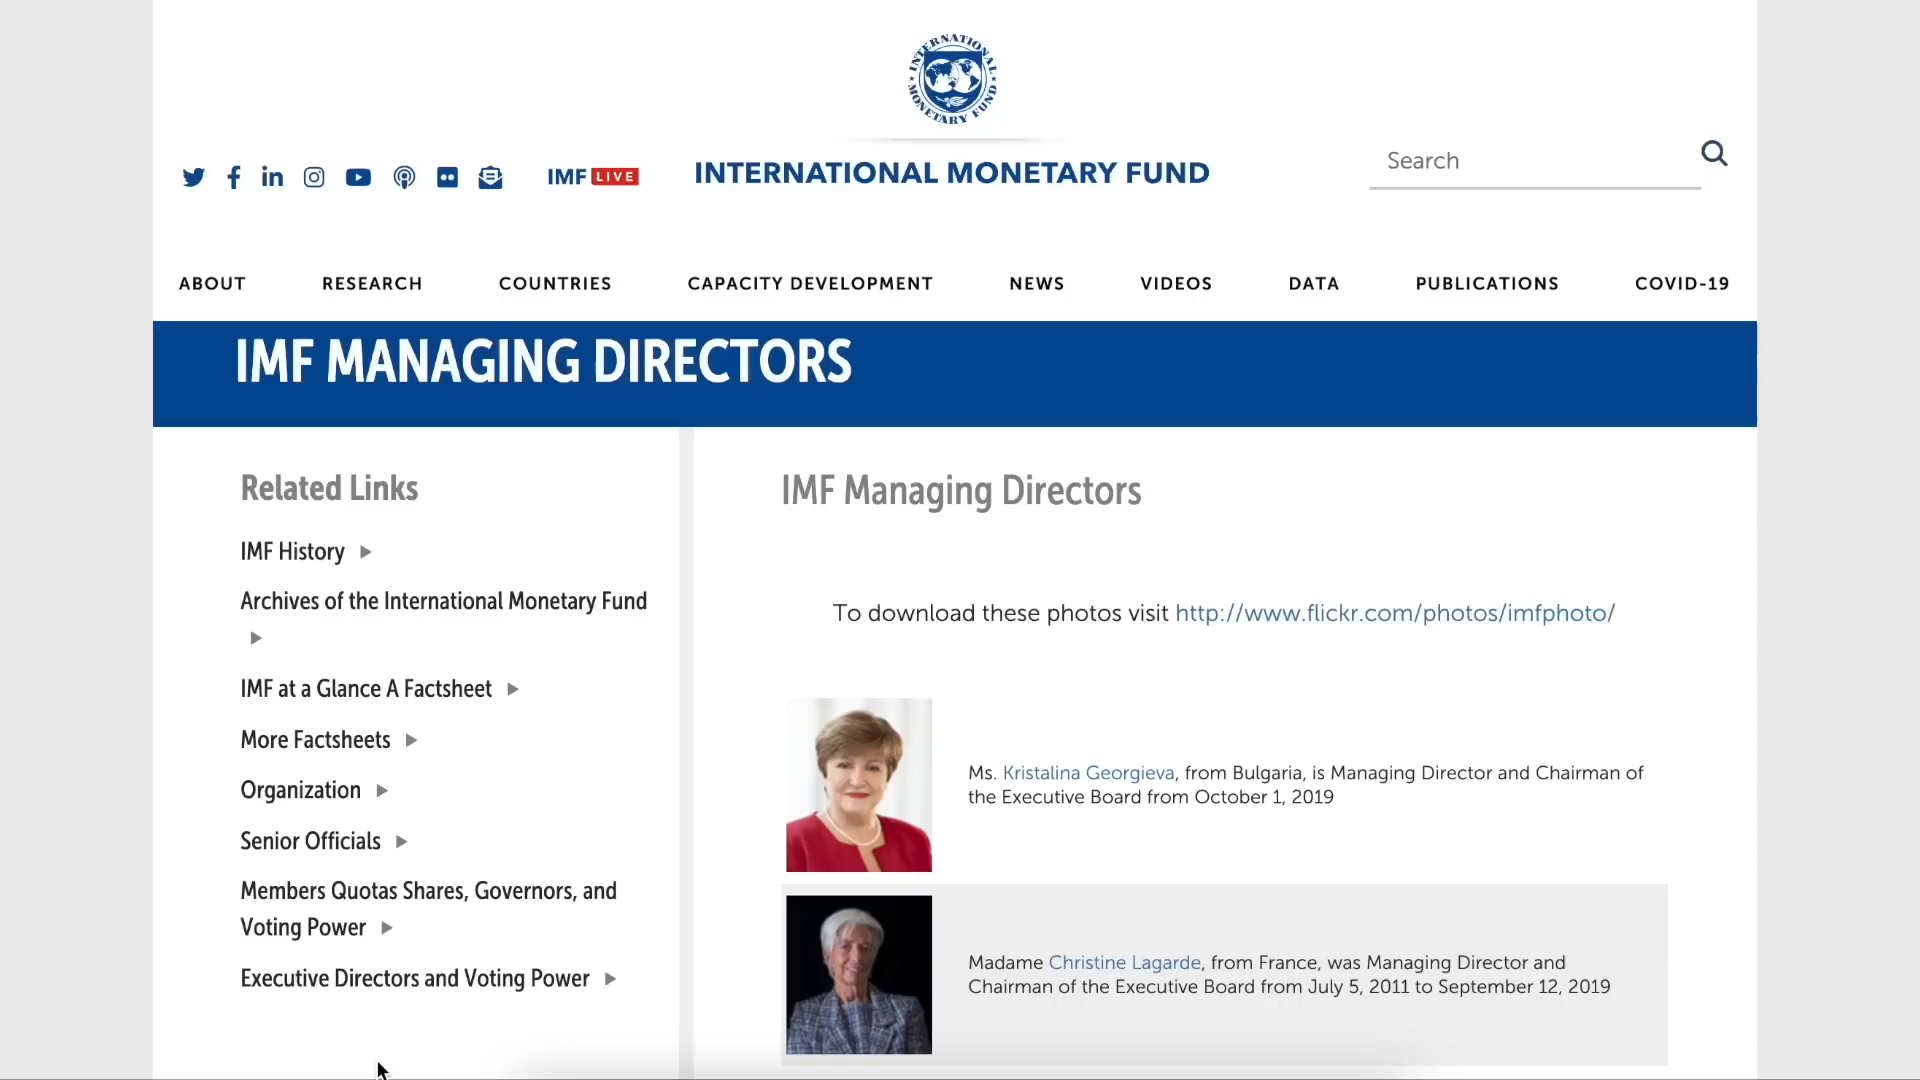 INTERNATIONAL
MONETARY FUND
IMF LIVE
INTERNATIONAL MONETARY FUND
Search
ABOUT
RESEARCH
COUNTRIES
CAPACITY DEVELOPMENT
NEWS
VIDEOS
DATA
PUBLICATIONS
COVID-19
IMF MANAGING DIRECTORS
Related Links
IMF History
Archives of the International Monetary Fund
IMF at a Glance A Factsheet
More Factsheets
Organization
Senior Officials
Members Quotas Shares, Governors, and
Voting Power
Executive Directors and Voting Power
IMF Managing Directors
To download these photos visit http://www.flickr.com/photos/imfphoto/
Ms. Kristalina Georgieva, from Bulgaria, is Managing Director and Chairman of
the Executive Board from October 1, 2019
Madame Christine Lagarde, from France, was Managing Director and
Chairman of the Executive Board from July 5, 2011 to September 12, 2019